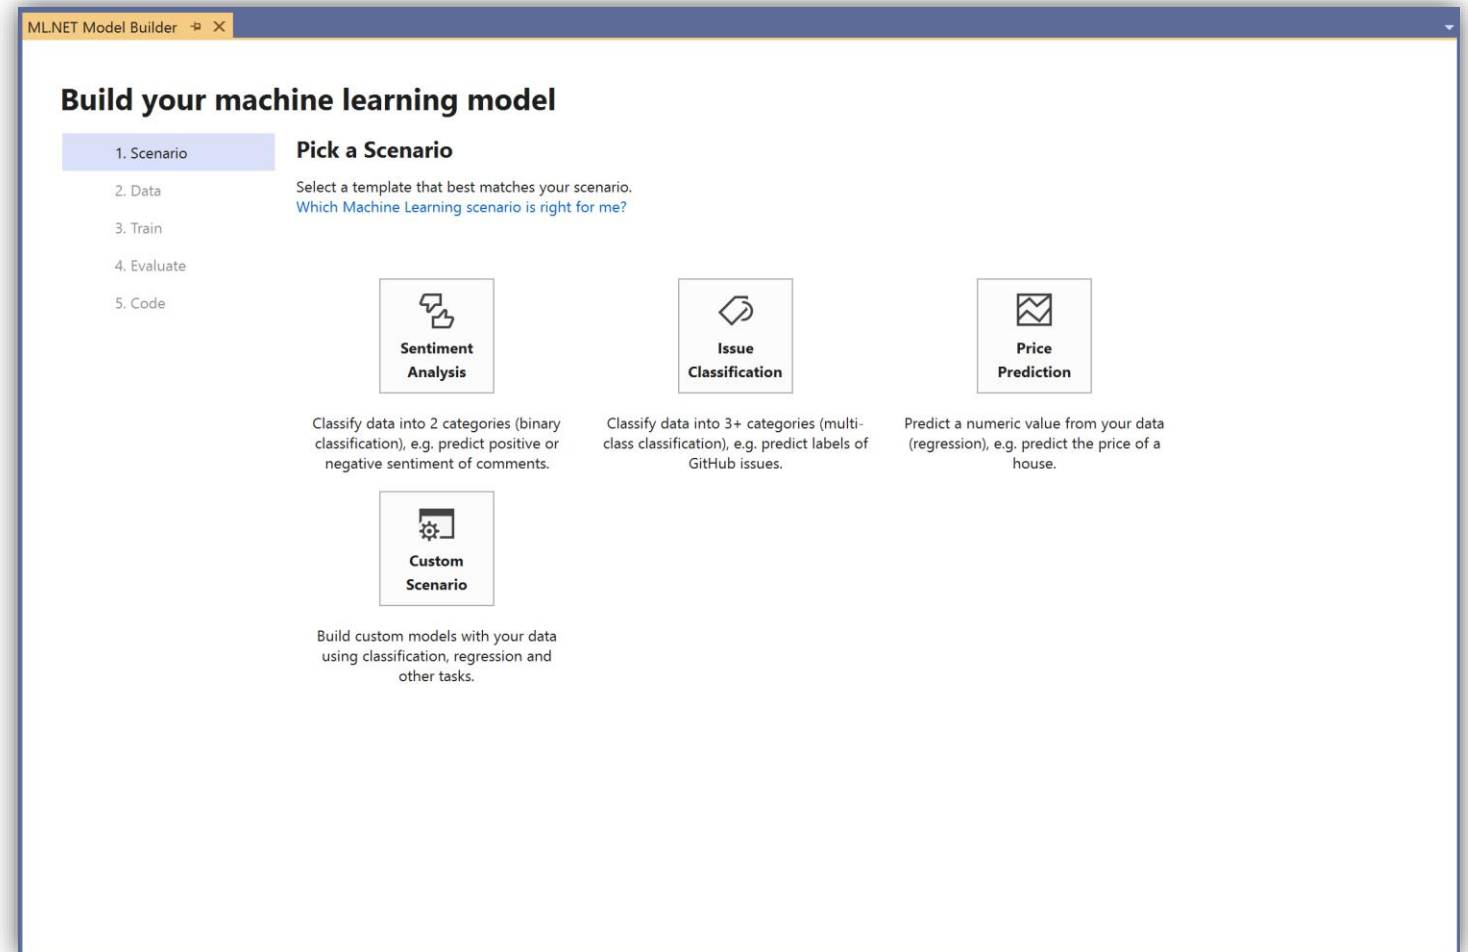 ML.NET Model Builder
Build your machine learning model
1. Scenario
2. Data
3. Train
4. Evaluate
5. Code
Pick a Scenario
Select a template that best matches your scenario.
Which Machine Learning scenario is right for me?
Sentiment
Analysis
Classify data into 2 categories (binary
classification), e.g. predict positive or
negative sentiment of comments.
Issue
Classification
Classify data into 3+ categories (multi-
class classification), e.g. predict labels of
GitHub issues.
Price
Prediction
Predict a numeric value from your data
(regression), e.g. predict the price of a
house.
Custom
Scenario
Build custom models with your data
using classification, regression and
other tasks.